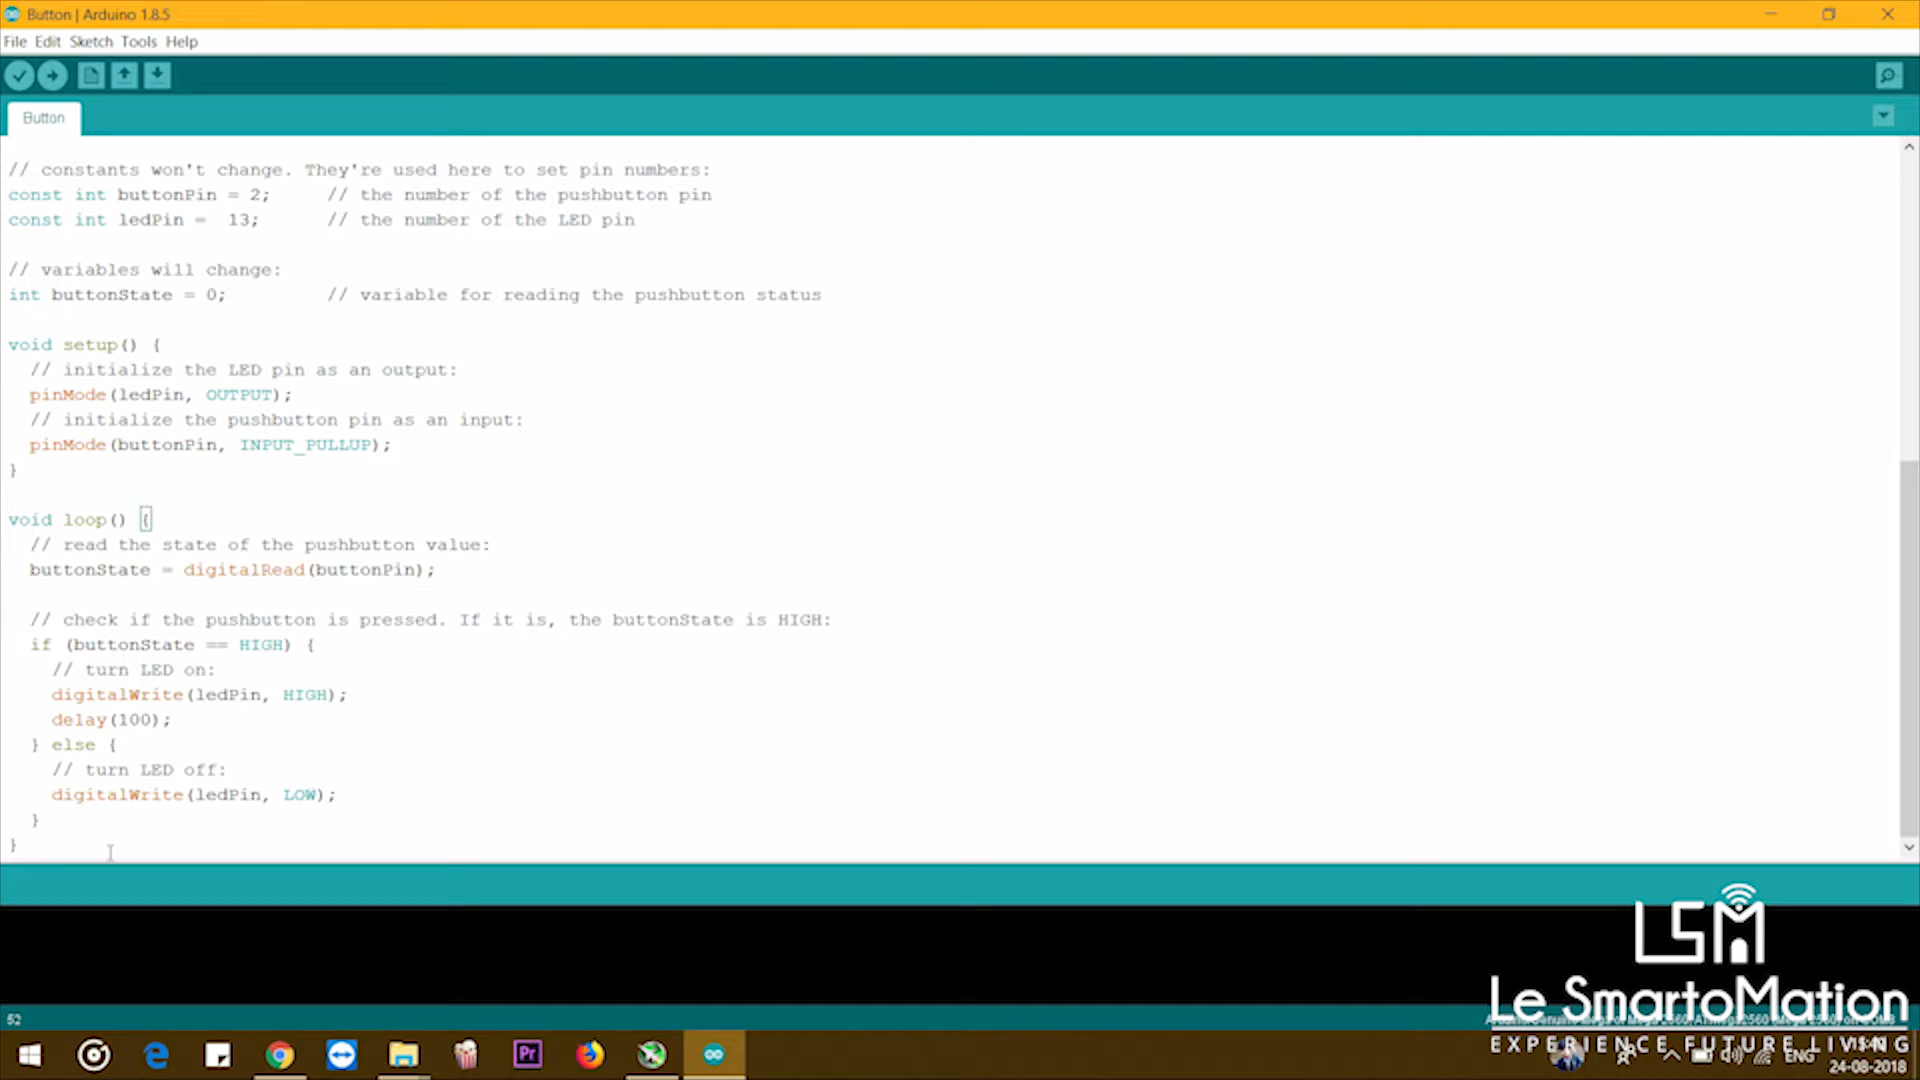 Button | Arduino 1.8.5
File Edit Sketch Tools Help
Button
// constants won't change. They're used here to set pin numbers:
const int buttonPin = 2;     // the number of the pushbutton pin
const int ledPin =  13;      // the number of the LED pin
// variables will change:
int buttonState = 0;         // variable for reading the pushbutton status
void setup() {
  // initialize the LED pin as an output:
  pinMode(ledPin, OUTPUT);
  // initialize the pushbutton pin as an input:
  pinMode(buttonPin, INPUT_PULLUP);
}
void loop() {
  // read the state of the pushbutton value:
  buttonState = digitalRead(buttonPin);
  // check if the pushbutton is pressed. If it is, the buttonState is HIGH:
  if (buttonState == HIGH) {
    // turn LED on:
    digitalWrite(ledPin, HIGH);
    delay(100);
  } else {
    // turn LED off:
    digitalWrite(ledPin, LOW);
  }
}
LSM
Le SmartoMation
EXPERIENCE FUTURE LIVING
52
Pr
ENG
24-08-2018